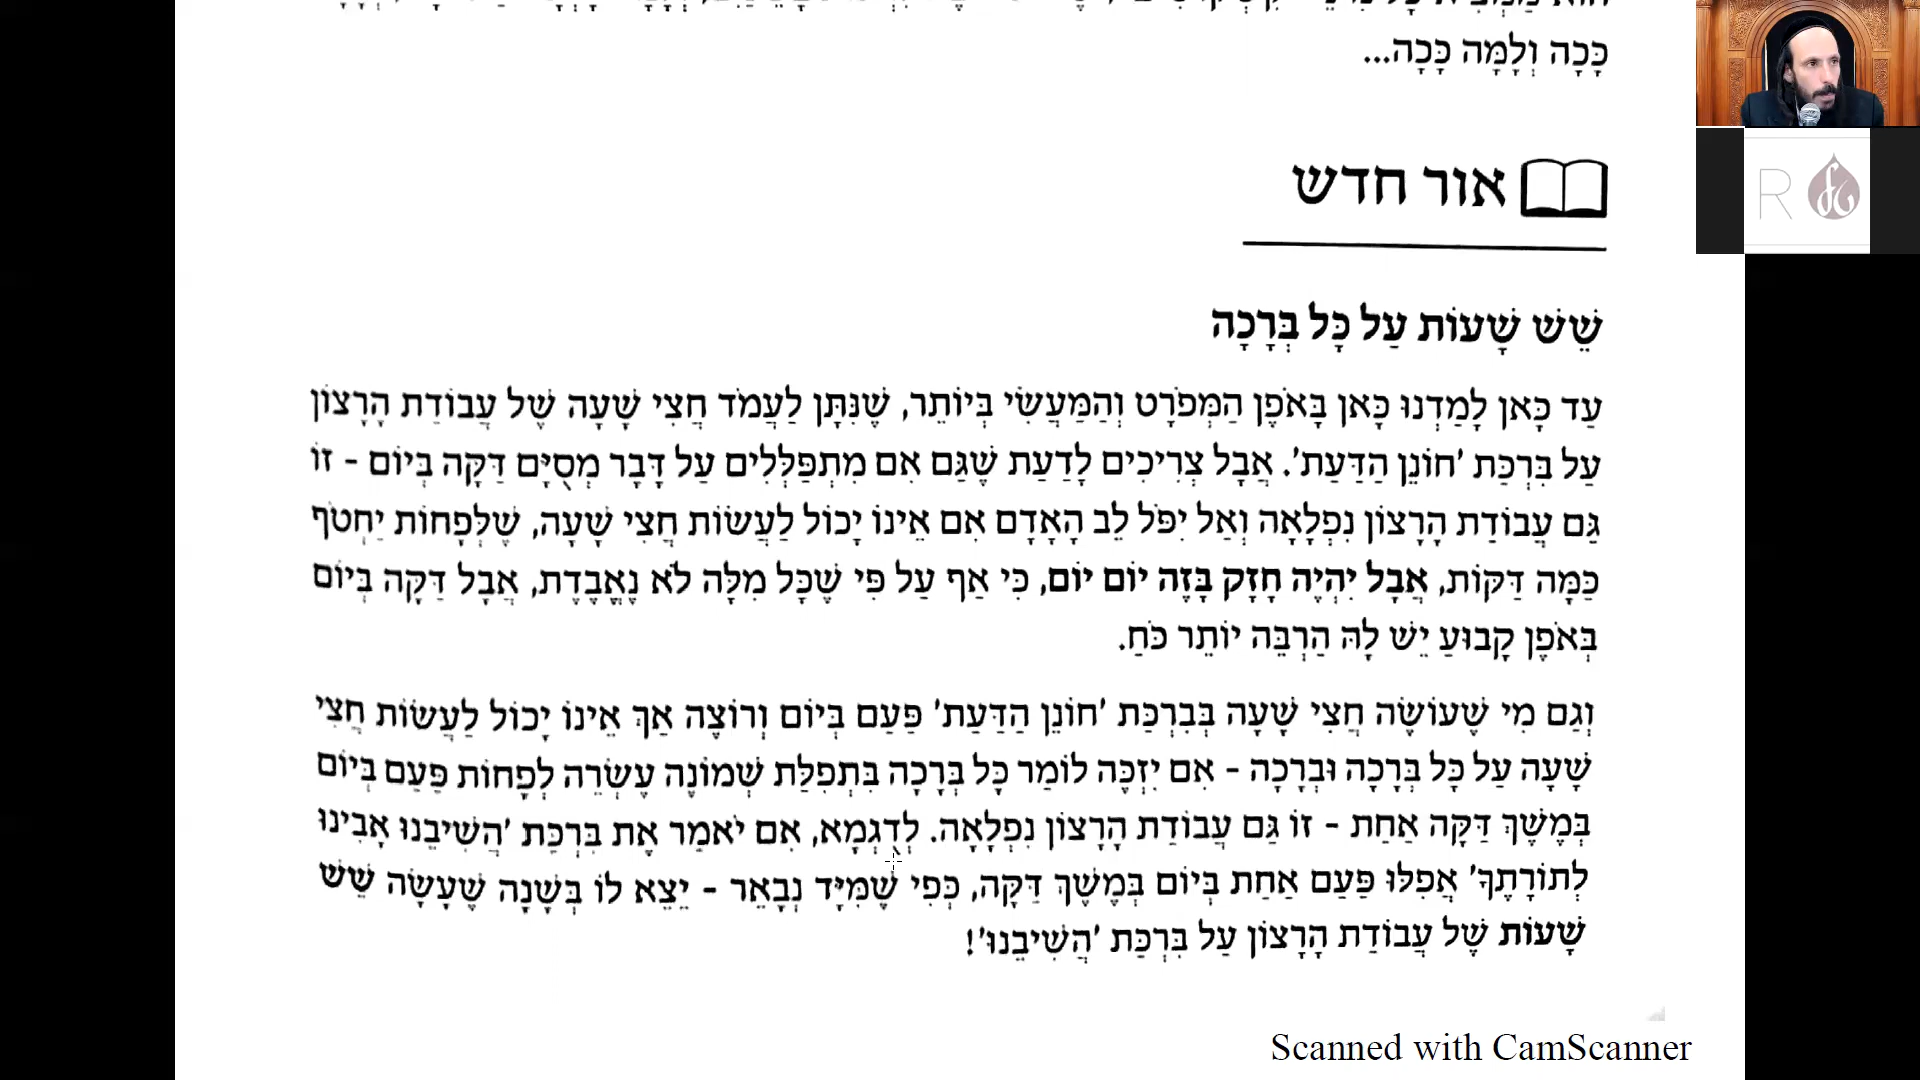 כָּכָה וְלָמָּה כָּכָה...
אור חדש
שֵׁשׁ שָׁעוֹת עַל כָּל בְּרָכָה
עַד כָּאן לָמַדְנוּ כָּאן בָּאֹפֶן הַמְּפֹרָט וְהַמַּעֲשִׂי בְּיוֹתֵר, שֶׁנִּתָּן לַעֲמֹד חֲצִי שָׁעָה שֶׁל עֲבוֹדַת הָרָצוֹן
עַל בִּרְכַּת 'חוֹנֵן הַדַּעַת'. אֲבָל צְרִיכִים לָדַעַת שֶׁגַּם אִם מִתְפַּלְּלִים עַל דָּבָר מְסֻיָּם דַּקָּה בְּיוֹם - זוֹ
גַּם עֲבוֹדַת הָרָצוֹן נִפְלָאָה וְאַל יִפֹּל לֵב הָאָדָם אִם אֵינוֹ יָכוֹל לַעֲשׂוֹת חֲצִי שָׁעָה, שֶׁלְּפָחוֹת יַחְטֹף
כַּמָּה דַּקּוֹת, אֲבָל יִהְיֶה חָזָק בָּזֶה יוֹם יוֹם, כִּי אַף עַל פִּי שֶׁכָּל מִלָּה לֹא נֶאֱבֶדֶת, אֲבָל דַּקָּה בְּיוֹם
בְּאֹפֶן קָבוּעַ יֵשׁ לָהּ הַרְבֵּה יוֹתֵר כֹּחַ.
וְגַם מִי שֶׁעוֹשֶׂה חֲצִי שָׁעָה בְּבִרְכַּת 'חוֹנֵן הַדַּעַת' פַּעַם בְּיוֹם וְרוֹצֶה אַךְ אֵינוֹ יָכוֹל לַעֲשׂוֹת חֲצִי
שָׁעָה עַל כָּל בְּרָכָה וּבְרָכָה - אִם יִזְכֶּה לוֹמַר כָּל בְּרָכָה בִּתְפִלַּת שְׁמוֹנֶה עֶשְׂרֵה לְפָחוֹת פַּעַם בְּיוֹם
בְּמֶשֶׁךְ דַּקָּה אַחַת - זוֹ גַּם עֲבוֹדַת הָרָצוֹן נִפְלָאָה. לְדֻגְמָא, אִם יֹאמַר אֶת בִּרְכַּת 'הֲשִׁיבֵנוּ אָבִינוּ
לְתוֹרָתֶךָ' אֲפִלּוּ פַּעַם אַחַת בְּיוֹם בְּמֶשֶׁךְ דַּקָּה, כְּפִי שֶׁמִּיָּד נְבָאֵר - יֵצֵא לוֹ בְּשָׁנָה שֶׁעָשָׂה שֵׁשׁ
שָׁעוֹת שֶׁל עֲבוֹדַת הָרָצוֹן עַל בִּרְכַּת 'הֲשִׁיבֵנוּ'!
Scanned with CamScanner
R